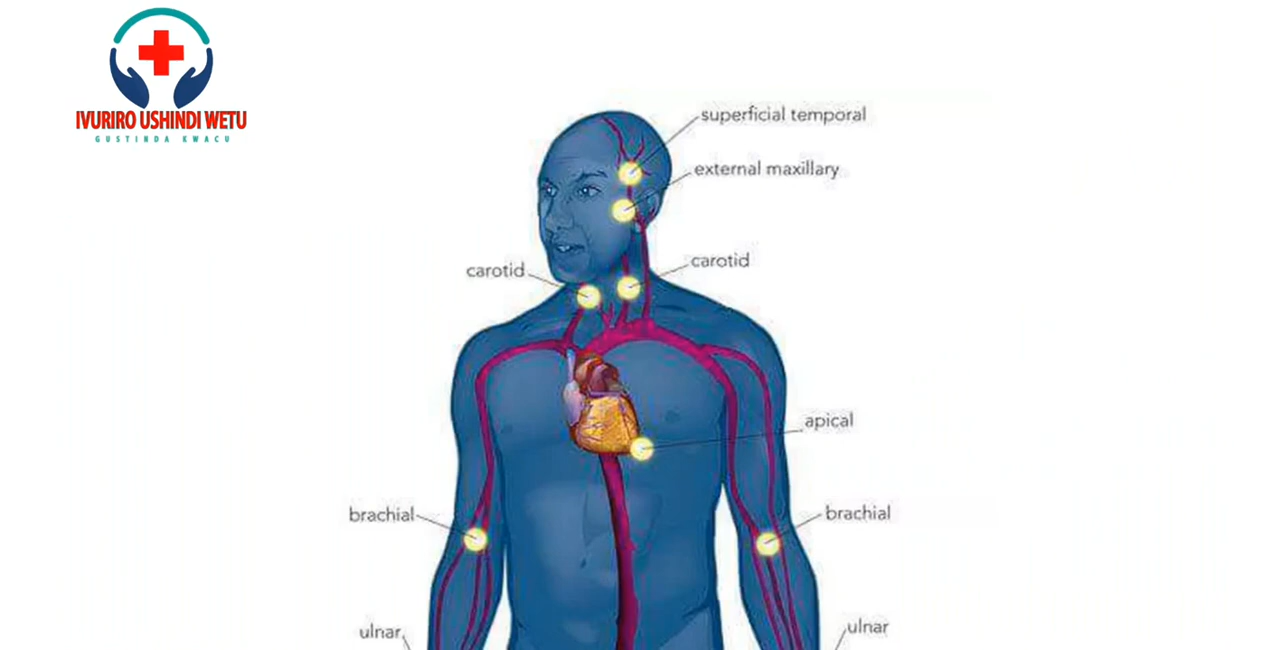 IVURIRO USHINDI WETU
GUSTINDA KWACU
superficial temporal
external maxillary
carotid
carotid
apical
brachial
brachial
ulnar
ulnar